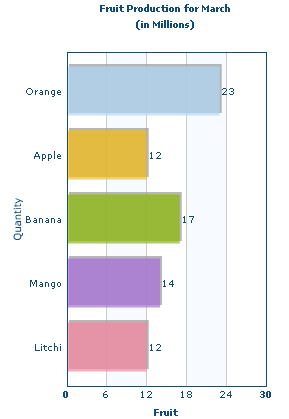 Fruit Production for March
(in Millions)
Orange
23
Apple
12
Banana
17
Mango
14
Litchi
12
Quantity
0 6 12 18 24 30
Fruit